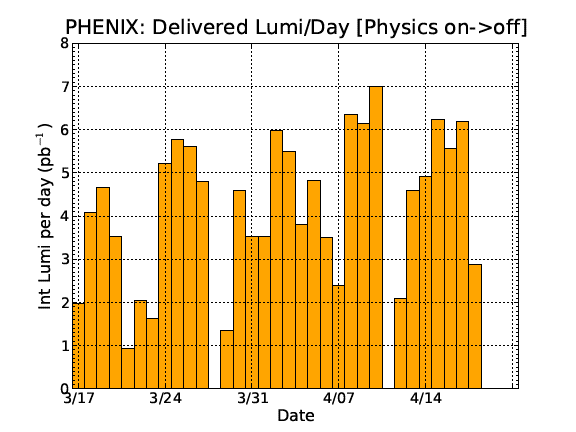 PHENIX: Delivered Lumi/Day [Physics on->off]
8
7
6
5
4
3
2
1
0
Int Lumi per day (pb⁻¹)
3/17 3/24 3/31 4/07 4/14
Date